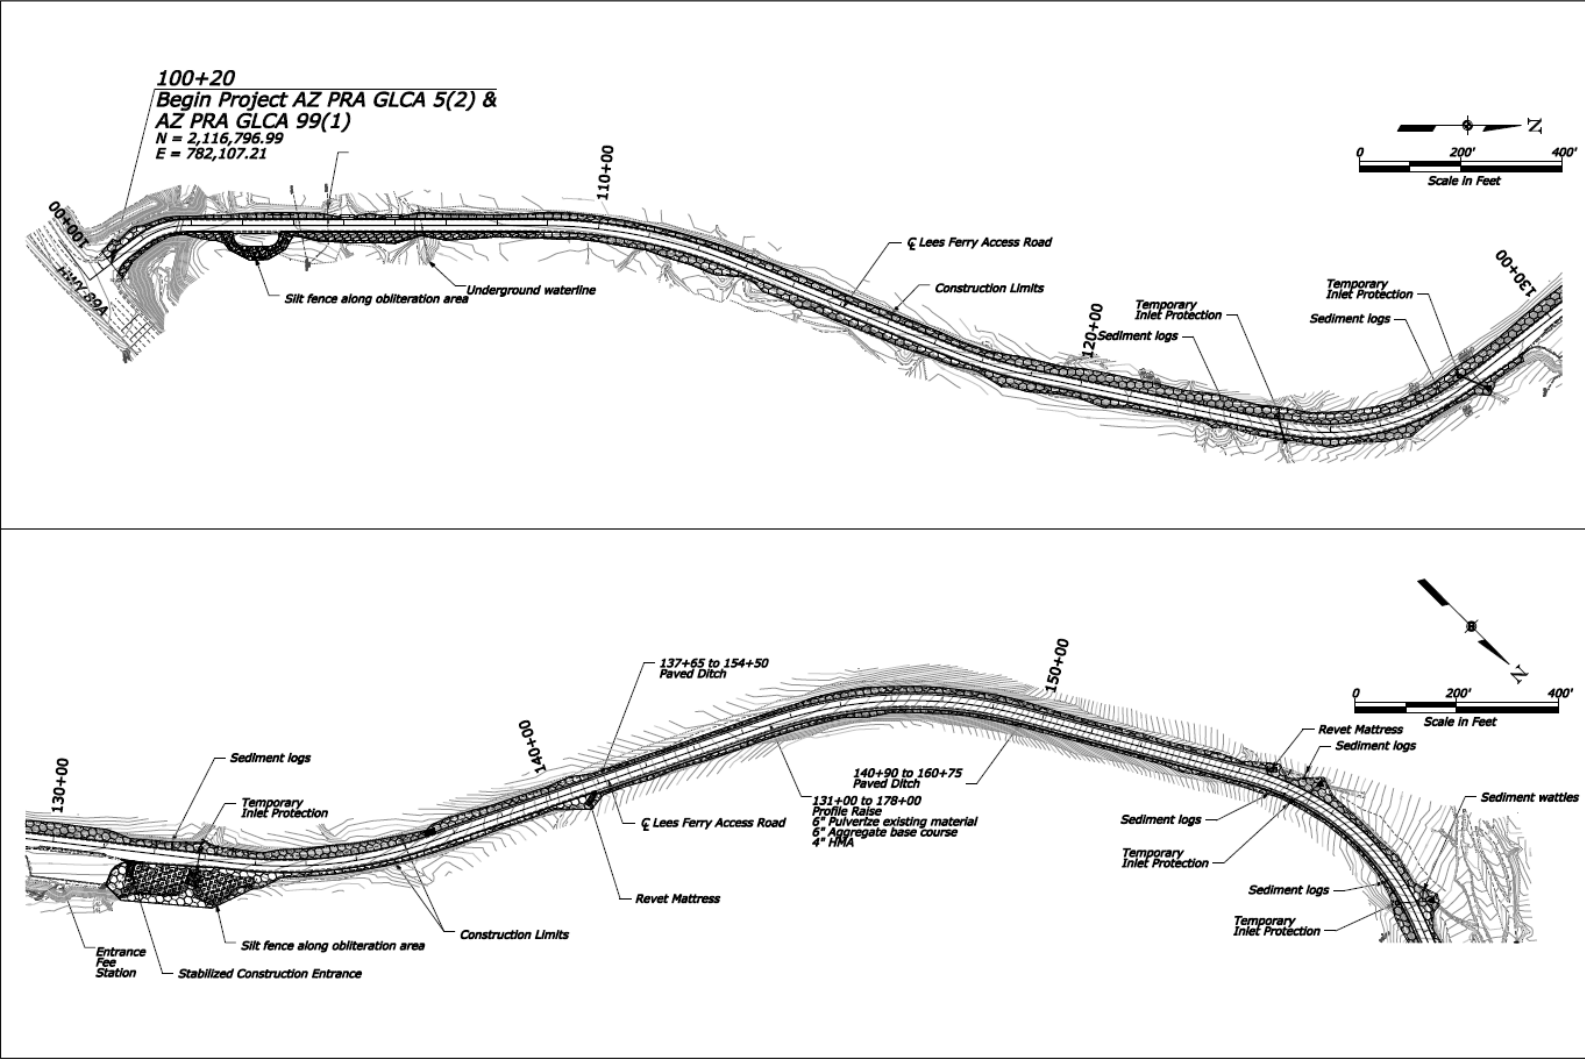 100+20
Begin Project AZ PRA GLCA 5(2) &
AZ PRA GLCA 99(1)
N = 2,116,796.99
E = 782,107.21
100+00
HWY 89A
110+00
Silt fence along obliteration area
Underground waterline
℄ Lees Ferry Access Road
Construction Limits
120+00
Temporary
Inlet Protection
Sediment logs
Temporary
Inlet Protection
Sediment logs
130+00
N
0 200' 400'
Scale in Feet
130+00
Sediment logs
Temporary
Inlet Protection
140+00
137+65 to 154+50
Paved Ditch
150+00
℄ Lees Ferry Access Road
140+90 to 160+75
Paved Ditch
131+00 to 178+00
Profile Raise
6" Pulverize existing material
6" Aggregate base course
4" HMA
Revet Mattress
Construction Limits
Silt fence along obliteration area
Stabilized Construction Entrance
Entrance
Fee
Station
N
0 200' 400'
Scale in Feet
Revet Mattress
Sediment logs
Sediment wattles
Sediment logs
Temporary
Inlet Protection
Sediment logs
Temporary
Inlet Protection